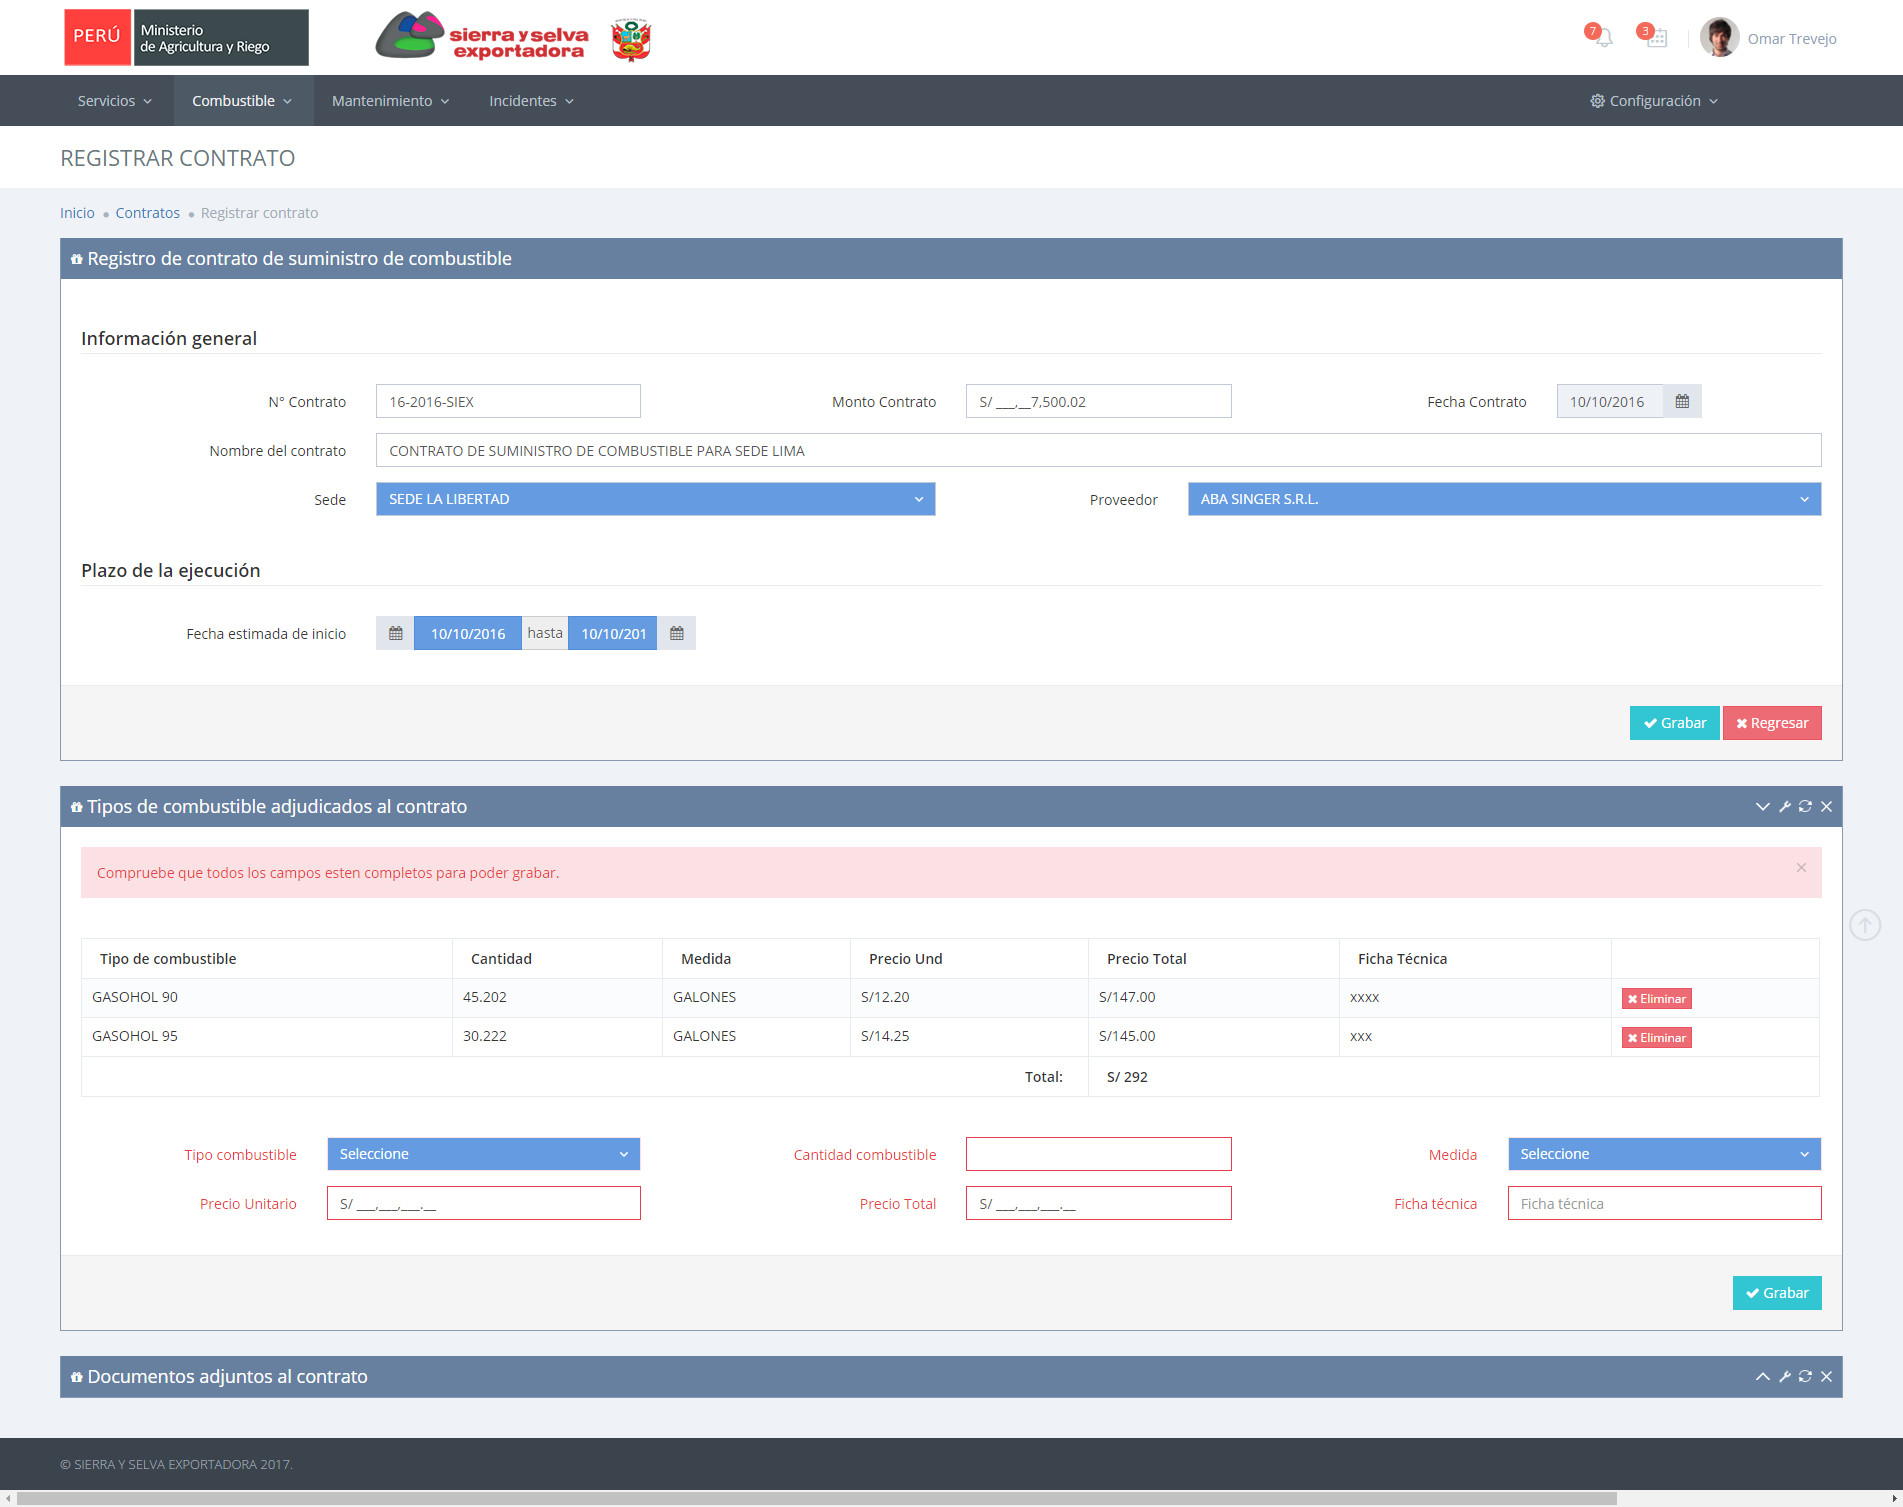 PERÚ Ministerio
de Agricultura y Riego
sierra y selva
exportadora
7 3 Omar Trevejo
Servicios Combustible Mantenimiento Incidentes Configuración
REGISTRAR CONTRATO
Inicio Contratos Registrar contrato
Registro de contrato de suministro de combustible
Información general
N° Contrato 16-2016-SIEX Monto Contrato S/ ___,__7,500.02 Fecha Contrato 10/10/2016
Nombre del contrato CONTRATO DE SUMINISTRO DE COMBUSTIBLE PARA SEDE LIMA
Sede SEDE LA LIBERTAD Proveedor ABA SINGER S.R.L.
Plazo de la ejecución
Fecha estimada de inicio 10/10/2016 hasta 10/10/201
Grabar Regresar
Tipos de combustible adjudicados al contrato
Compruebe que todos los campos esten completos para poder grabar.
Tipo de combustible Cantidad Medida Precio Und Precio Total Ficha Técnica
GASOHOL 90 45.202 GALONES S/12.20 S/147.00 xxxx Eliminar
GASOHOL 95 30.222 GALONES S/14.25 S/145.00 xxx Eliminar
Total: S/ 292
Tipo combustible Seleccione Cantidad combustible Medida Seleccione
Precio Unitario S/ ___,___,___.__ Precio Total S/ ___,___,___.__ Ficha técnica Ficha técnica
Grabar
Documentos adjuntos al contrato
© SIERRA Y SELVA EXPORTADORA 2017.